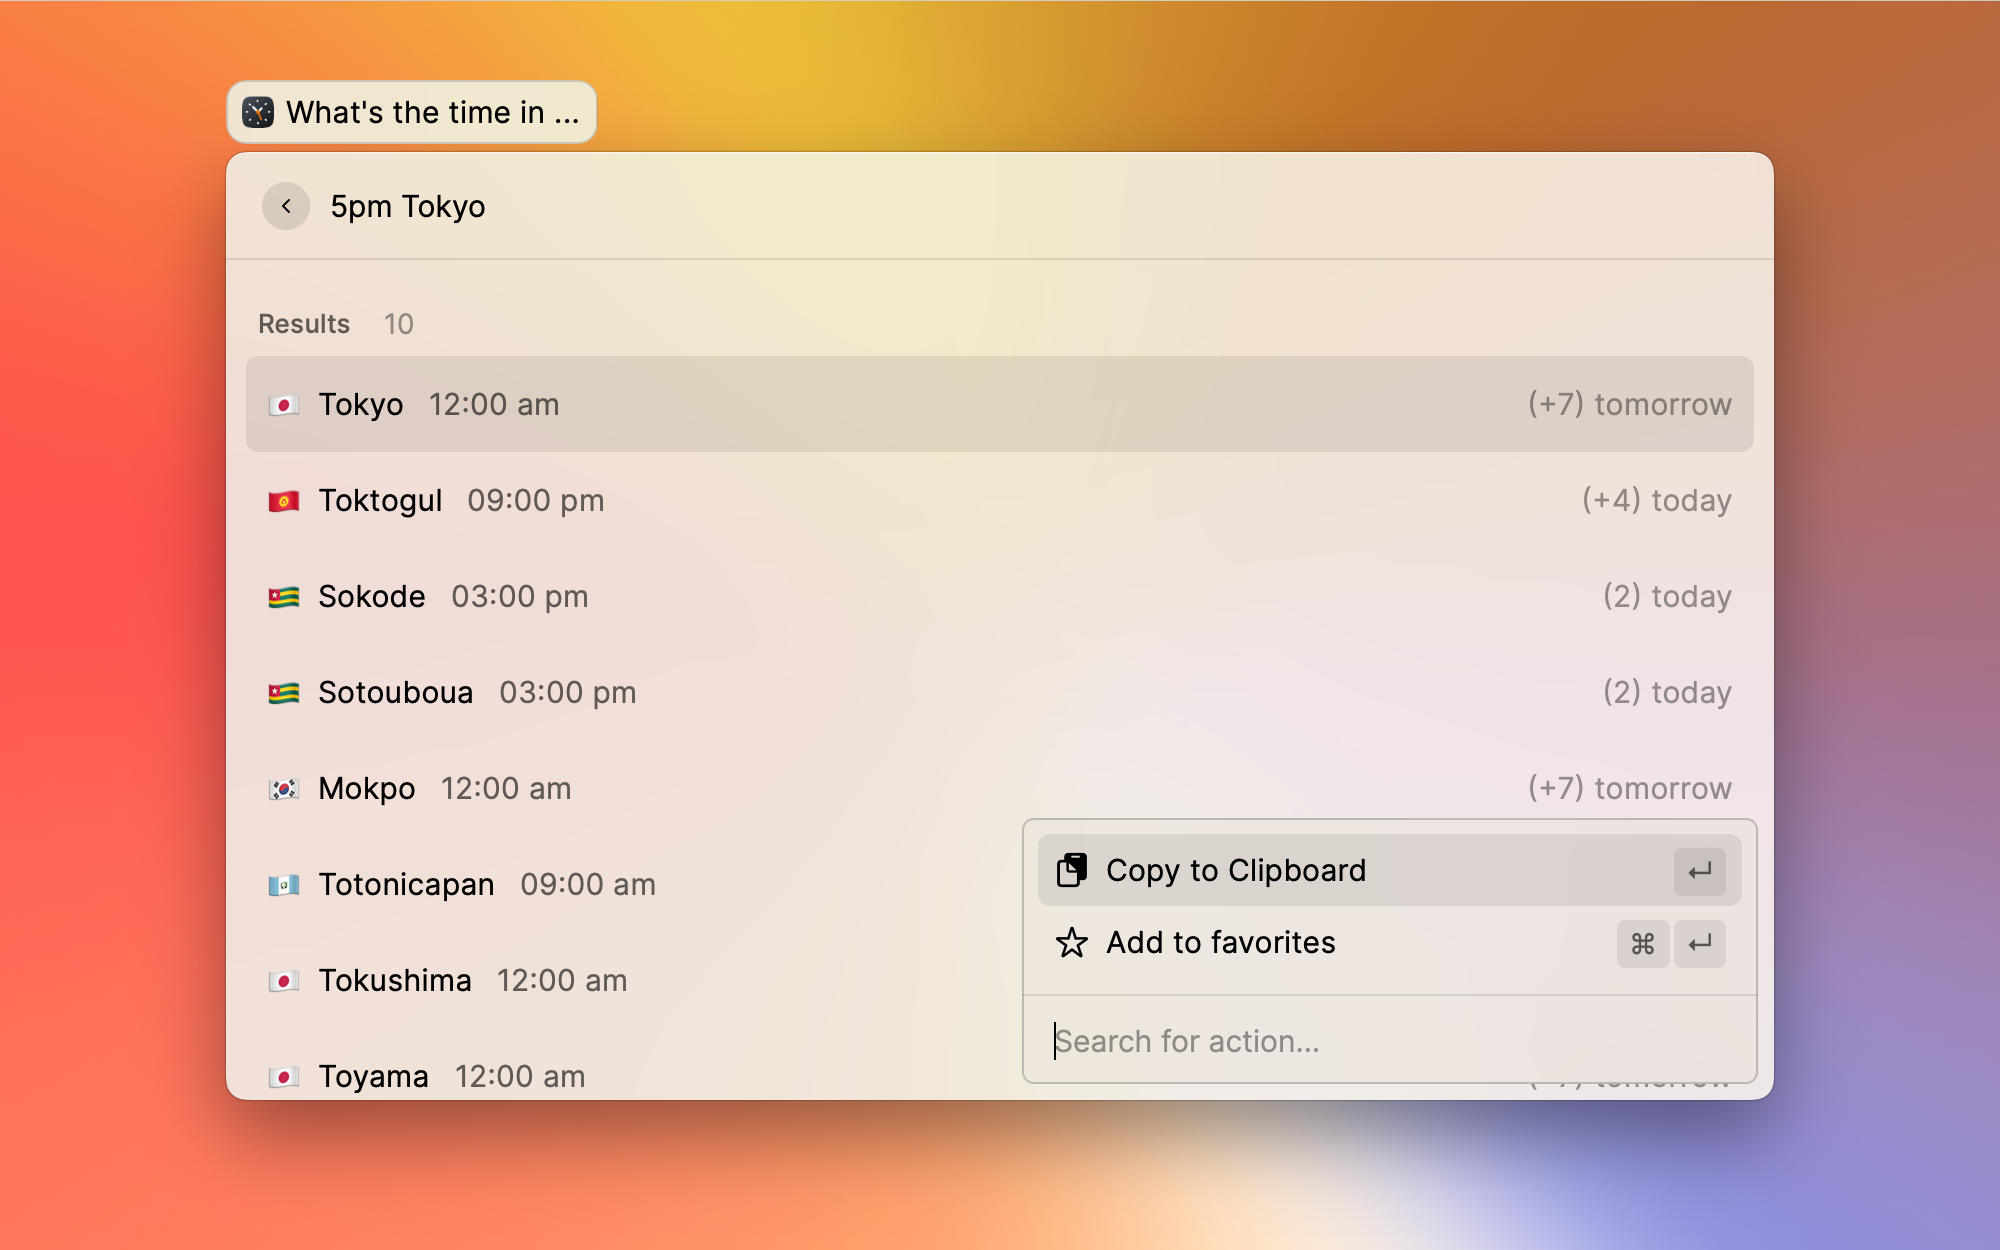 What's the time in ...
5pm Tokyo
Results 10
Tokyo 12:00 am (+7) tomorrow
Toktogul 09:00 pm (+4) today
Sokode 03:00 pm (2) today
Sotouboua 03:00 pm (2) today
Mokpo 12:00 am (+7) tomorrow
Totonicapan 09:00 am
Tokushima 12:00 am
Toyama 12:00 am
Copy to Clipboard ↵
Add to favorites ⌘ ↵
Search for action...